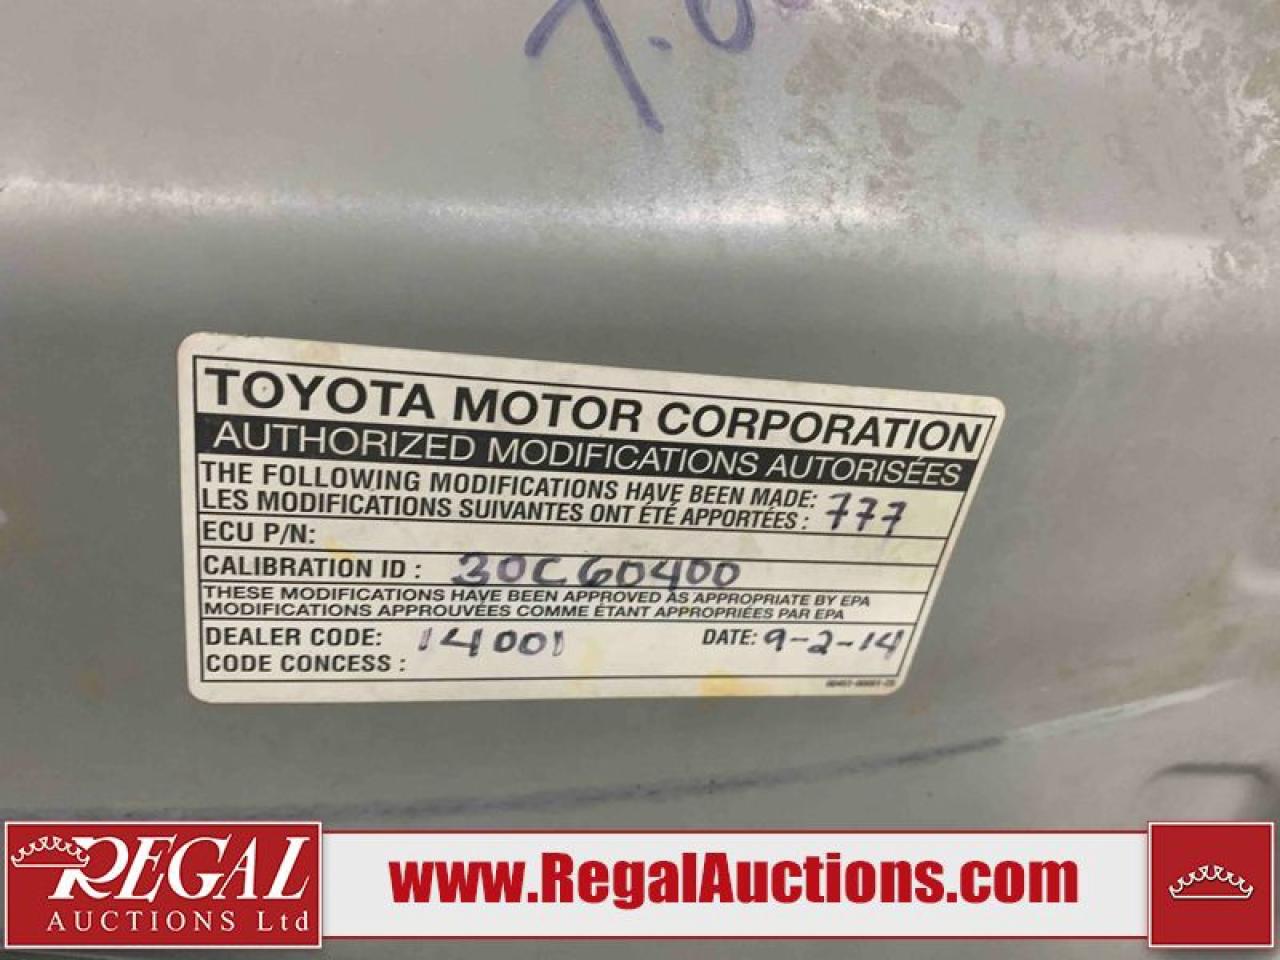 T.O
TOYOTA MOTOR CORPORATION
AUTHORIZED MODIFICATIONS AUTORISÉES
THE FOLLOWING MODIFICATIONS HAVE BEEN MADE: 777
LES MODIFICATIONS SUIVANTES ONT ÉTÉ APPORTÉES :
ECU P/N:
CALIBRATION ID : 30C60400
THESE MODIFICATIONS HAVE BEEN APPROVED AS APPROPRIATE BY EPA
MODIFICATIONS APPROUVÉES COMME ÉTANT APPROPRIÉES PAR EPA
DEALER CODE: 14001 DATE: 9-2-14
CODE CONCESS :
REGAL
AUCTIONS Ltd
www.RegalAuctions.com